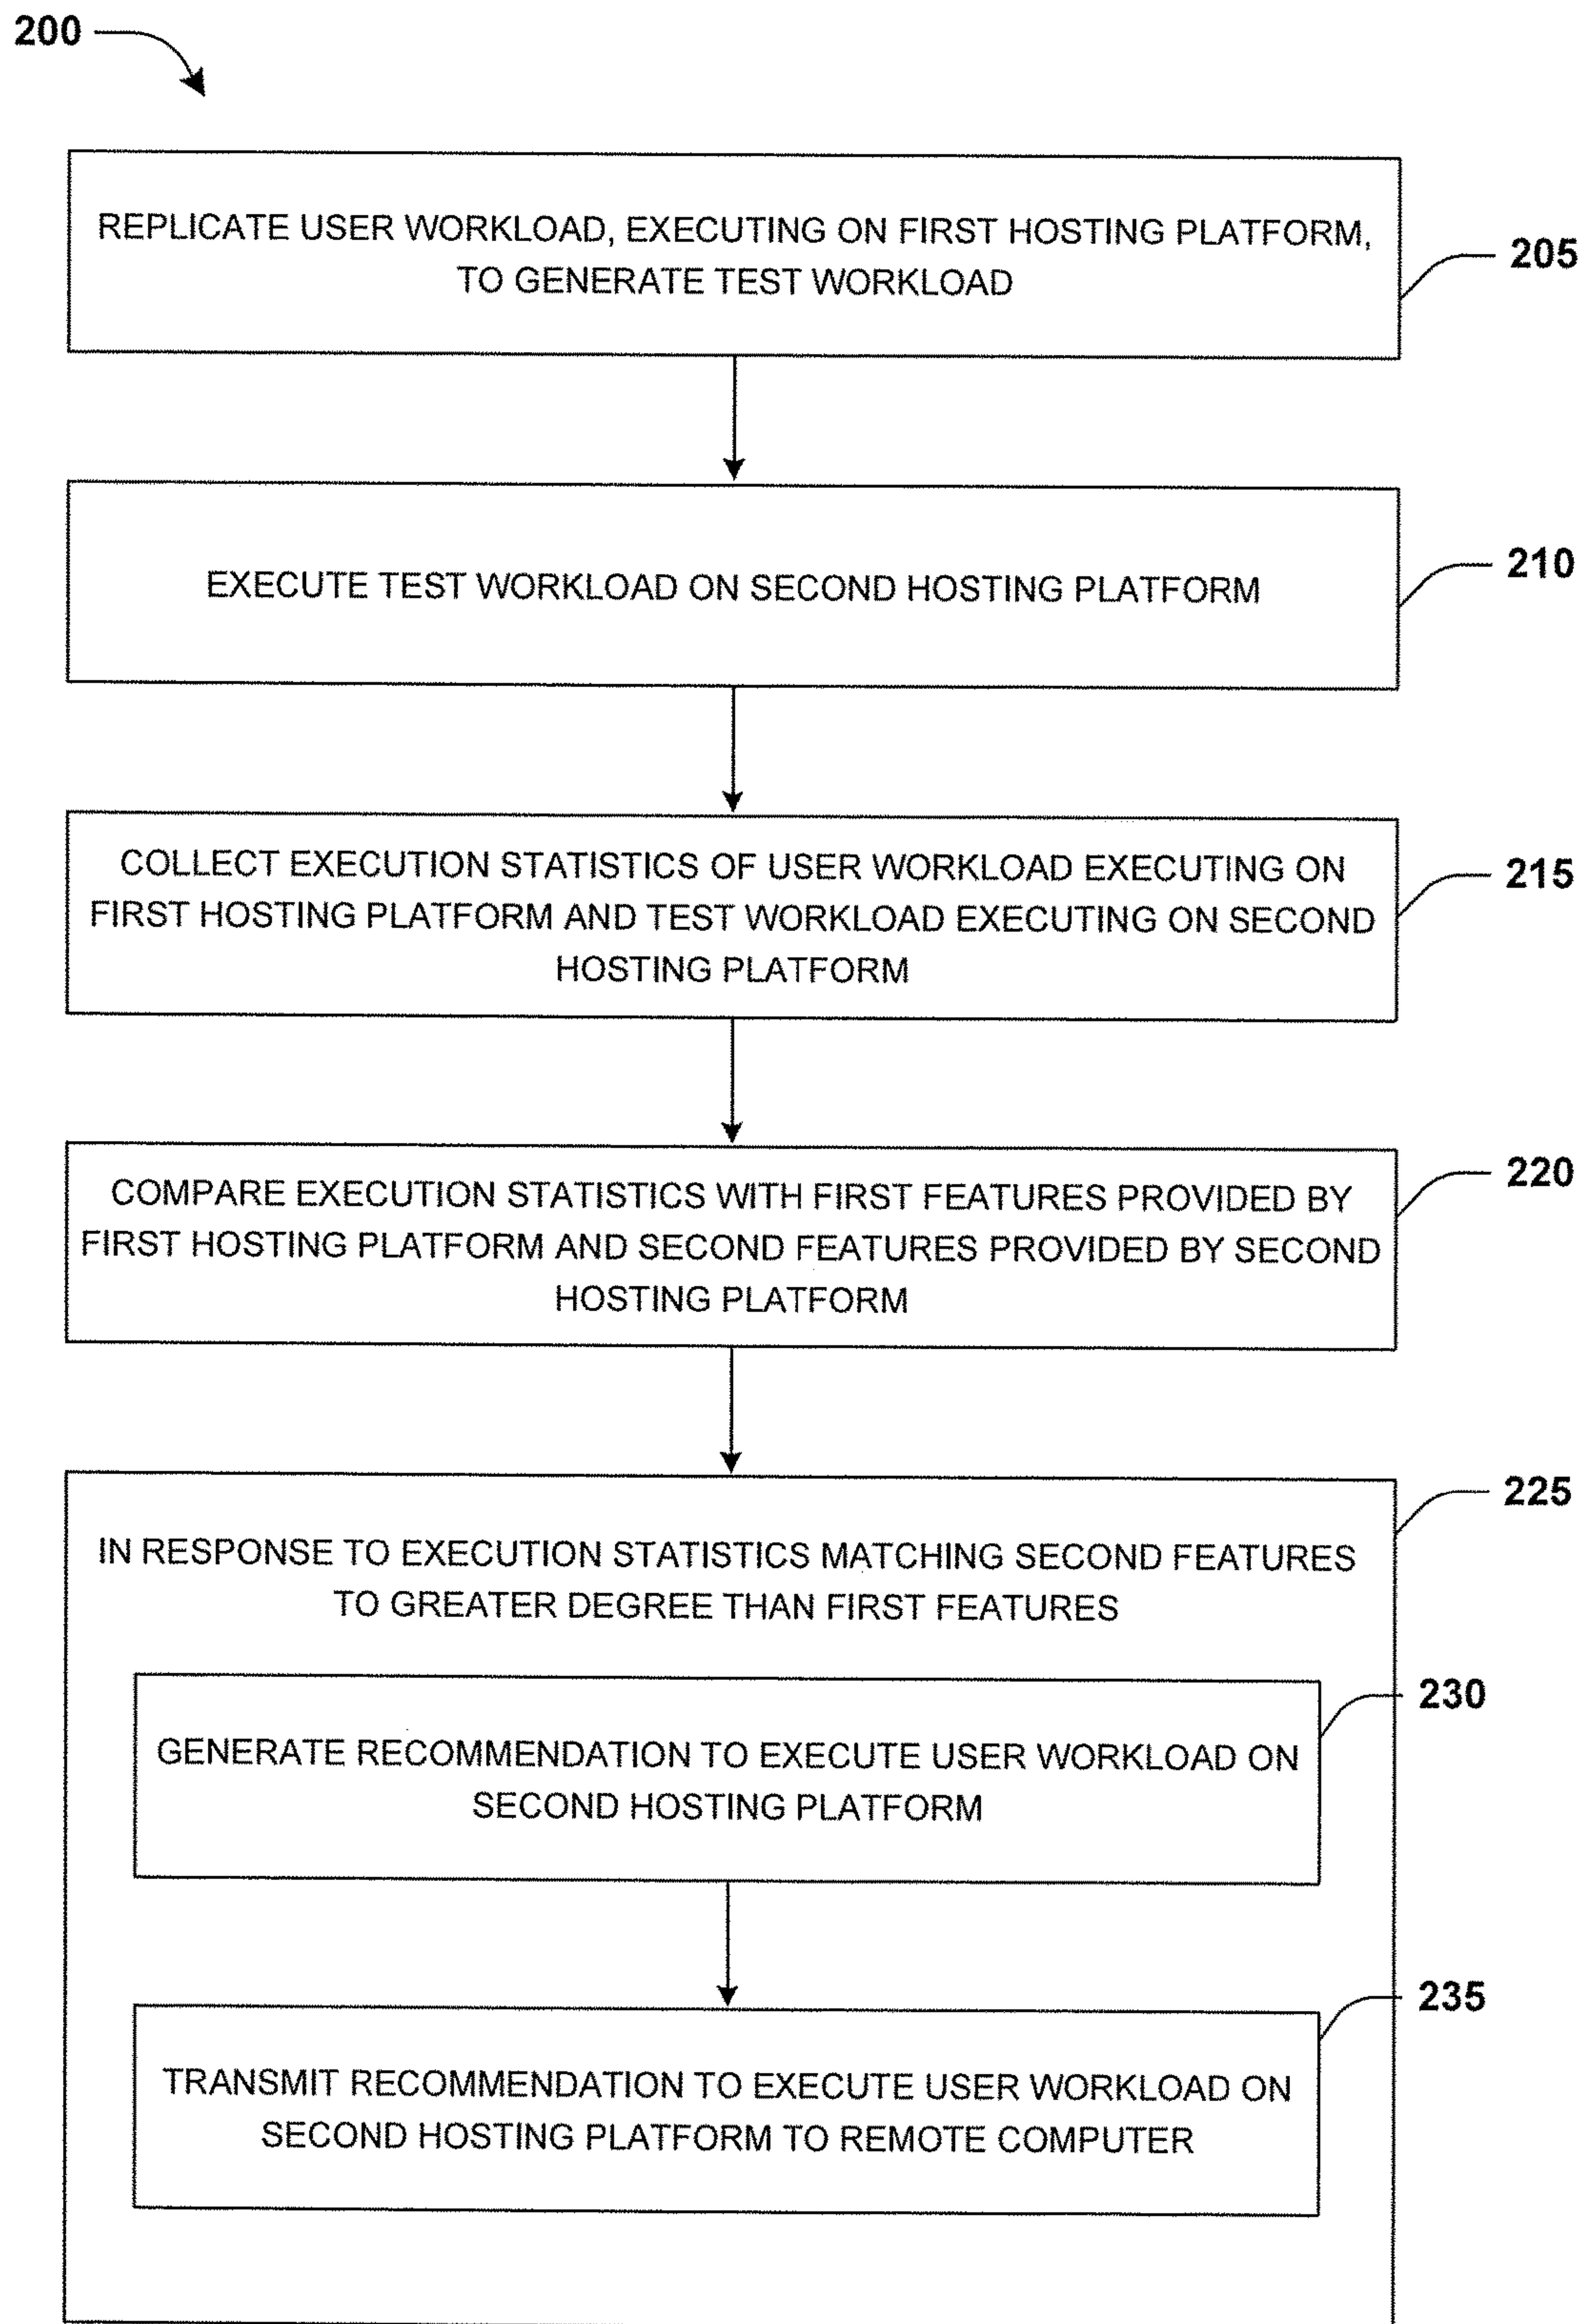 200
REPLICATE USER WORKLOAD, EXECUTING ON FIRST HOSTING PLATFORM,
TO GENERATE TEST WORKLOAD
205
EXECUTE TEST WORKLOAD ON SECOND HOSTING PLATFORM
210
COLLECT EXECUTION STATISTICS OF USER WORKLOAD EXECUTING ON
FIRST HOSTING PLATFORM AND TEST WORKLOAD EXECUTING ON SECOND
HOSTING PLATFORM
215
COMPARE EXECUTION STATISTICS WITH FIRST FEATURES PROVIDED BY
FIRST HOSTING PLATFORM AND SECOND FEATURES PROVIDED BY SECOND
HOSTING PLATFORM
220
IN RESPONSE TO EXECUTION STATISTICS MATCHING SECOND FEATURES
TO GREATER DEGREE THAN FIRST FEATURES
225
GENERATE RECOMMENDATION TO EXECUTE USER WORKLOAD ON
SECOND HOSTING PLATFORM
230
TRANSMIT RECOMMENDATION TO EXECUTE USER WORKLOAD ON
SECOND HOSTING PLATFORM TO REMOTE COMPUTER
235